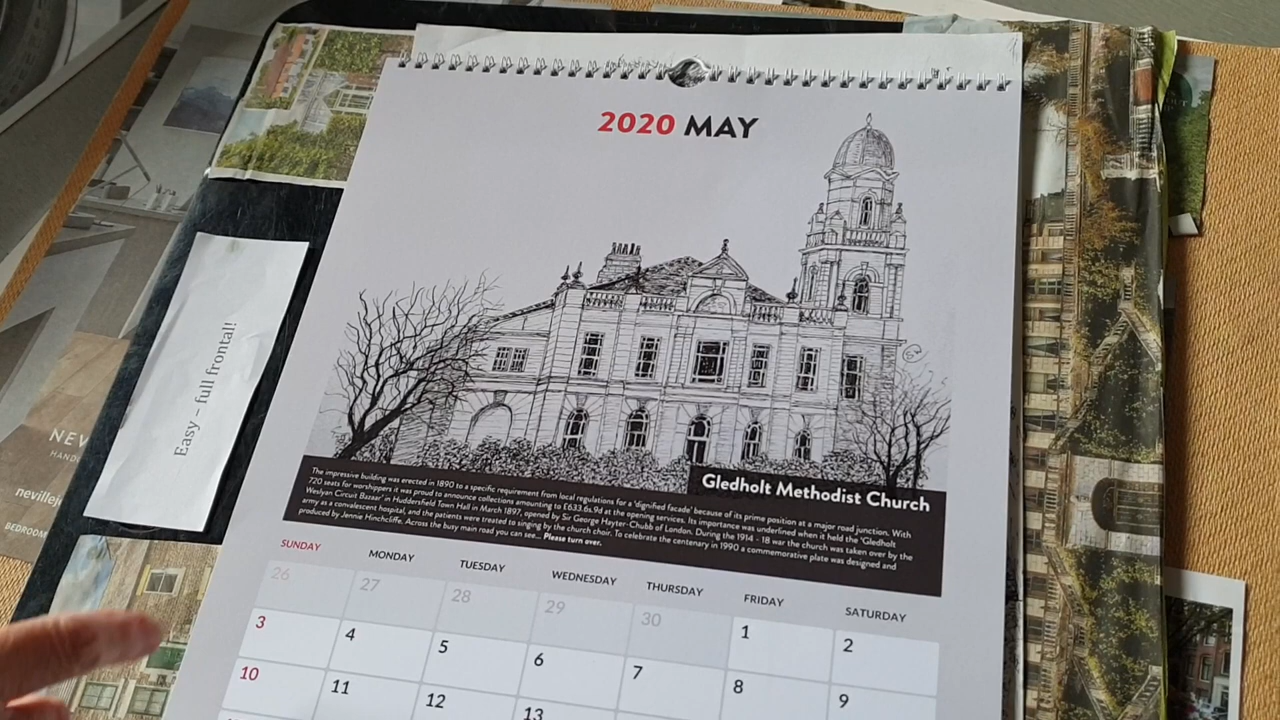 2020 MAY
Easy – full frontal!
NEV
HAND
nevillej
BEDROOM
Gledholt Methodist Church
The impressive building was erected in 1890 to a specific requirement from local regulations for a 'dignified facade' because of its prime position at a major road junction. With
720 seats for worshippers it was proud to announce collections amounting to £633.6s.9d at the opening services. Its importance was underlined when it held the 'Gledholt
Weslyan Circuit Bazaar' in Huddersfield Town Hall in March 1897, opened by Sir George Hayter-Chubb of London. During the 1914 - 18 war the church was taken over by the
army as a convalescent hospital, and the patients were treated to singing by the church choir. To celebrate the centenary in 1990 a commemorative plate was designed and
produced by Jennie Hinchcliffe. Across the busy main road you can see... Please turn over.
SUNDAY MONDAY TUESDAY WEDNESDAY THURSDAY FRIDAY SATURDAY
26 27 28 29 30 1 2
3 4 5 6 7 8 9
10 11 12 13